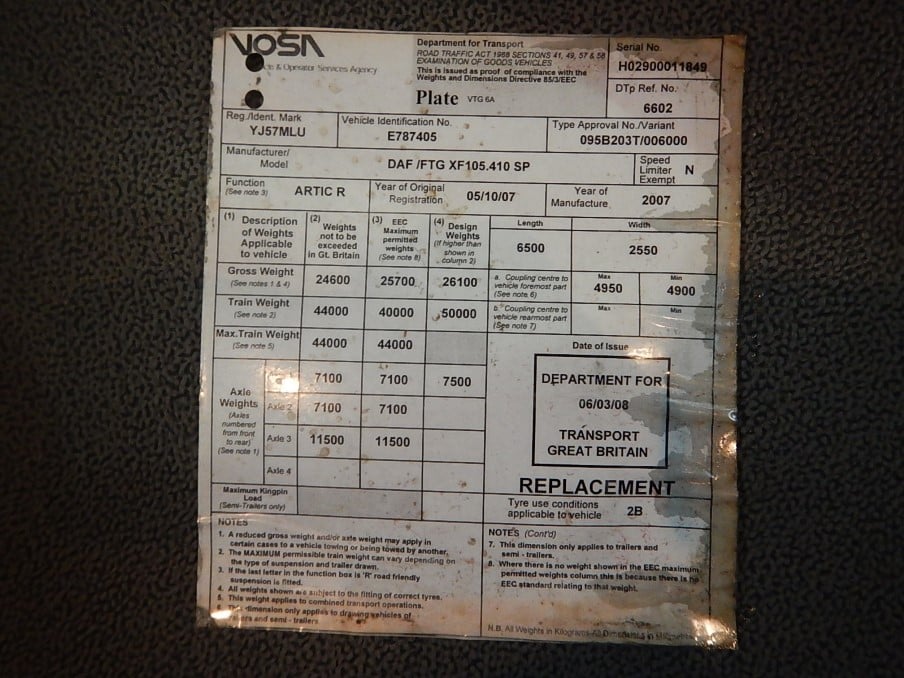 VOSA
& Operator Services Agency
Department for Transport
ROAD TRAFFIC ACT 1988 SECTIONS 41, 49, 57 & 58
EXAMINATION OF GOODS VEHICLES
This is issued as proof of compliance with the
Weights and Dimensions Directive 85/3/EEC
Plate VTG 6A
Serial No.
H02900011849
DTp Ref. No.
6602
Reg./Ident. Mark
YJ57MLU
Vehicle Identification No.
E787405
Type Approval No./Variant
095B203T/006000
Manufacturer/
Model
DAF /FTG XF105.410 SP
Speed
Limiter
Exempt
N
Function
(See note 3)
ARTIC R
Year of Original
Registration
05/10/07
Year of
Manufacture
2007
(1) Description
of Weights
Applicable
to vehicle
(2) Weights
not to be
exceeded
in Gt. Britain
(3) EEC
Maximum
permitted
weights
(See note 8)
(4) Design
Weights
(If higher than
shown in
column 2)
Length
6500
Width
2550
Gross Weight
(See notes 1 & 4)
24600 25700 26100
a. Coupling centre to
vehicle foremost part
(See note 6)
Max
4950
Min
4900
Train Weight
(See note 2)
44000 40000 50000
b. Coupling centre to
vehicle rearmost part
(See note 7)
Max
Min
Max.Train Weight
(See note 5)
44000 44000
Axle
Weights
(Axles
numbered
from front
to rear)
(See note 1)
7100 7100 7500
Axle 2 7100 7100
Axle 3 11500 11500
Axle 4
Maximum Kingpin
Load
(Semi-Trailers only)
Date of Issue
DEPARTMENT FOR
06/03/08
TRANSPORT
GREAT BRITAIN
REPLACEMENT
Tyre use conditions
applicable to vehicle
2B
NOTES
1. A reduced gross weight and/or axle weight may apply in
certain cases to a vehicle towing or being towed by another.
2. The MAXIMUM permissible train weight can vary depending on
the type of suspension and trailer drawn.
3. If the last letter in the function box is 'R' road friendly
suspension is fitted.
4. All weights shown are subject to the fitting of correct tyres.
5. This weight applies to combined transport operations.
dimension only applies to drawing vehicles of
trailers and semi - trailers
NOTES (Cont'd)
7. This dimension only applies to trailers and
semi - trailers.
8. Where there is no weight shown in the EEC maximum
permitted weights column this is because there is no
EEC standard relating to that weight.
N.B. All Weights in Kilograms All Dimensions in